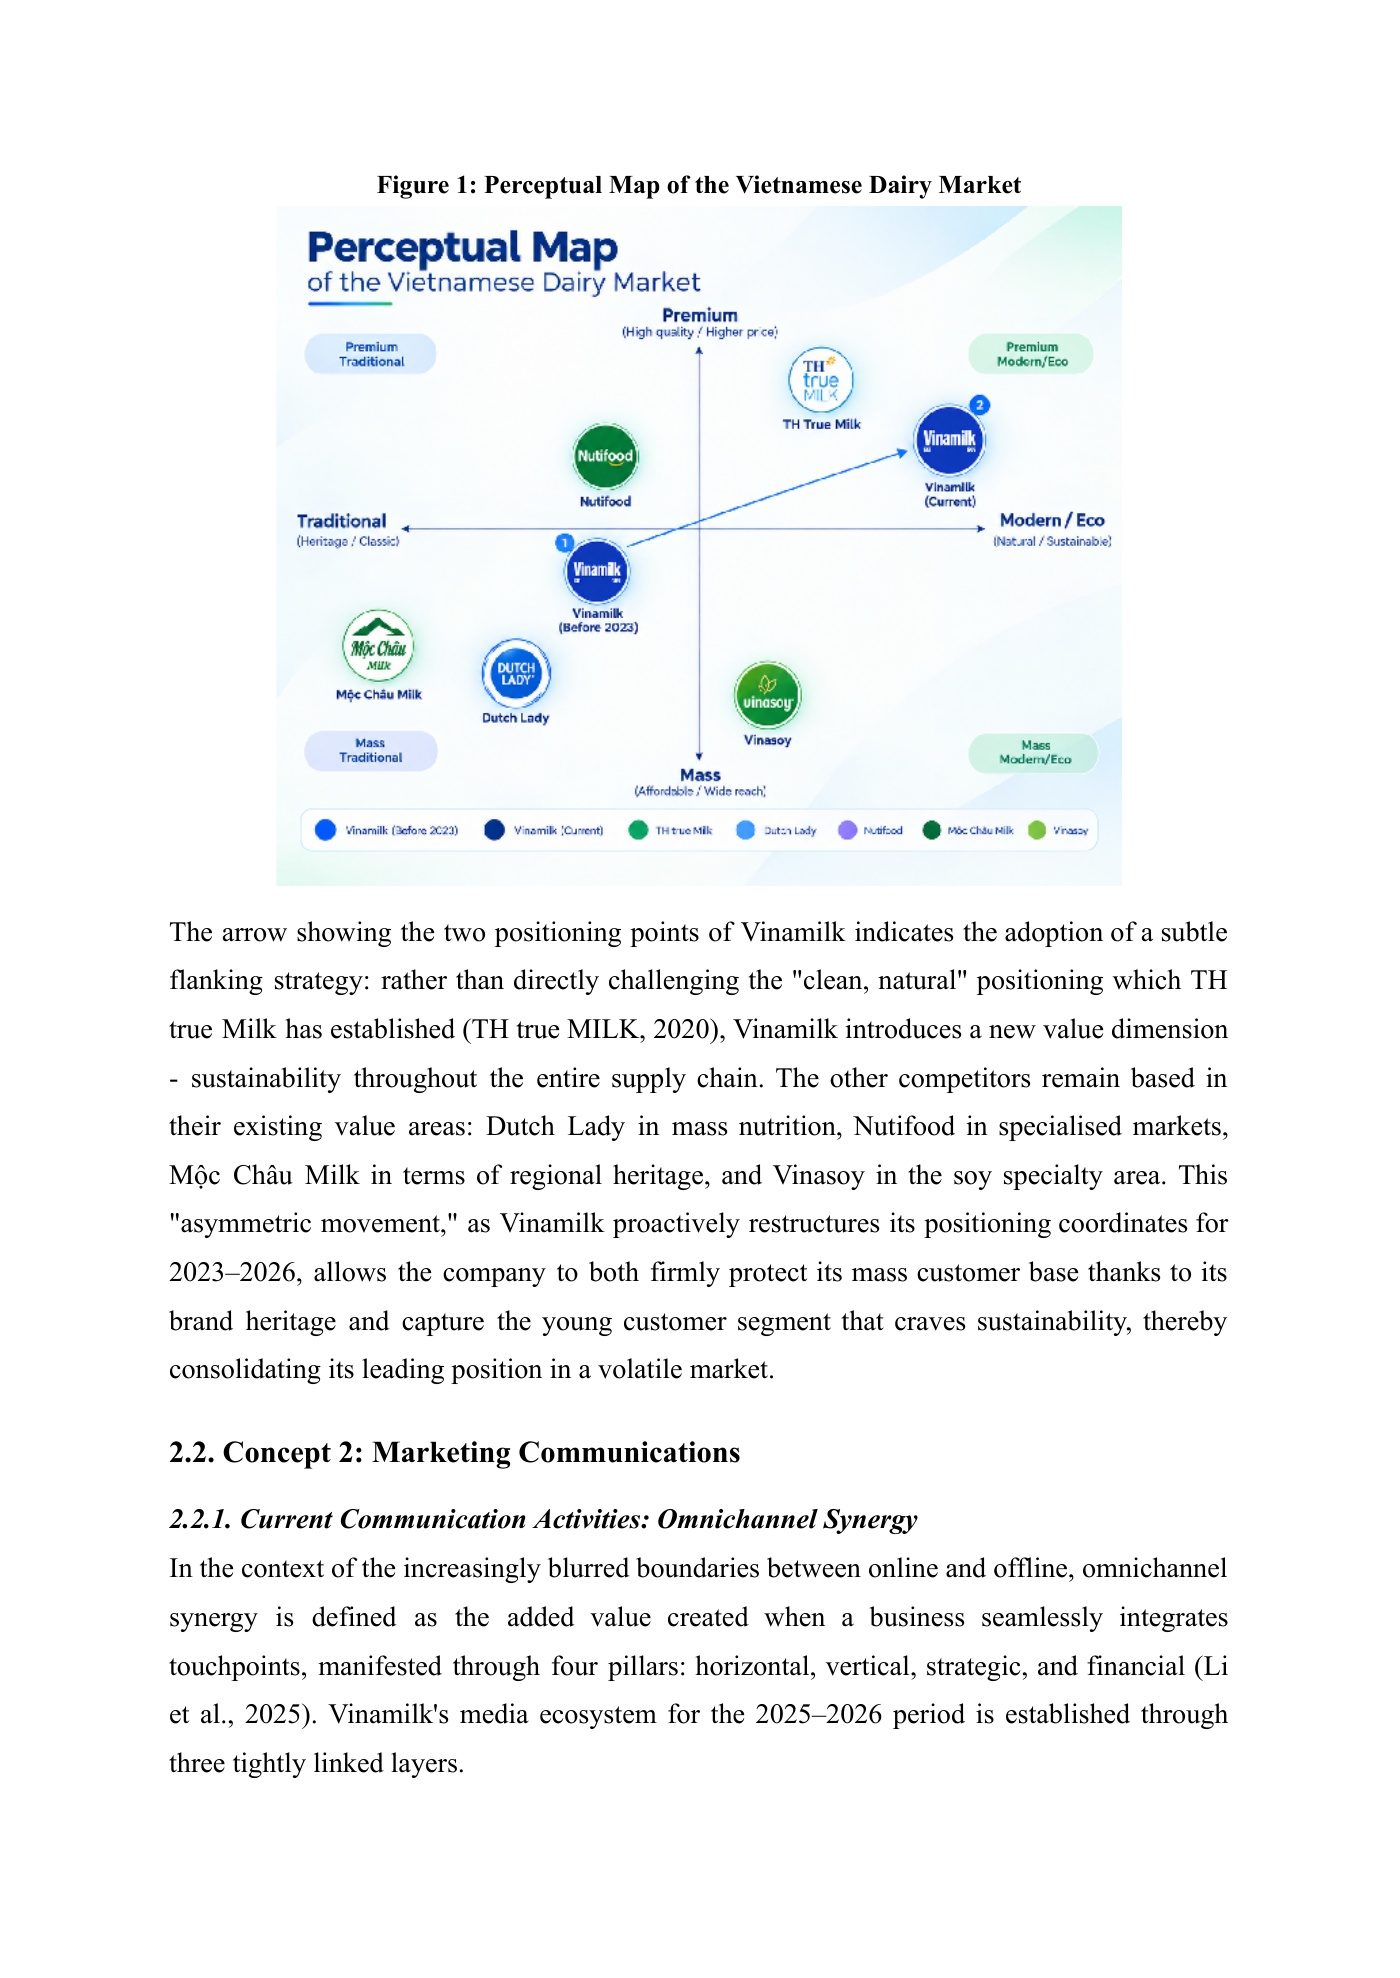 Figure 1: Perceptual Map of the Vietnamese Dairy Market
Perceptual Map
of the Vietnamese Dairy Market
Premium
(High quality / Higher price)
Premium
Traditional
Premium
Modern/Eco
TH
true
MILK
TH True Milk
2
Vinamilk
Vinamilk
(Current)
Nutifood
Nutifood
Traditional
(Heritage / Classic)
Modern / Eco
(Natural / Sustainable)
1
Vinamilk
Vinamilk
(Before 2023)
Mộc Châu
Milk
Mộc Châu Milk
DUTCH
LADY
Dutch Lady
vinasoy
Vinasoy
Mass
Traditional
Mass
Modern/Eco
Mass
(Affordable / Wide reach)
Vinamilk (Before 2023) Vinamilk (Current) TH true Milk Dutch Lady Nutifood Mộc Châu Milk Vinasoy
The arrow showing the two positioning points of Vinamilk indicates the adoption of a subtle
flanking strategy: rather than directly challenging the "clean, natural" positioning which TH
true Milk has established (TH true MILK, 2020), Vinamilk introduces a new value dimension
- sustainability throughout the entire supply chain. The other competitors remain based in
their existing value areas: Dutch Lady in mass nutrition, Nutifood in specialised markets,
Mộc Châu Milk in terms of regional heritage, and Vinasoy in the soy specialty area. This
"asymmetric movement," as Vinamilk proactively restructures its positioning coordinates for
2023–2026, allows the company to both firmly protect its mass customer base thanks to its
brand heritage and capture the young customer segment that craves sustainability, thereby
consolidating its leading position in a volatile market.
2.2. Concept 2: Marketing Communications
2.2.1. Current Communication Activities: Omnichannel Synergy
In the context of the increasingly blurred boundaries between online and offline, omnichannel
synergy is defined as the added value created when a business seamlessly integrates
touchpoints, manifested through four pillars: horizontal, vertical, strategic, and financial (Li
et al., 2025). Vinamilk's media ecosystem for the 2025–2026 period is established through
three tightly linked layers.